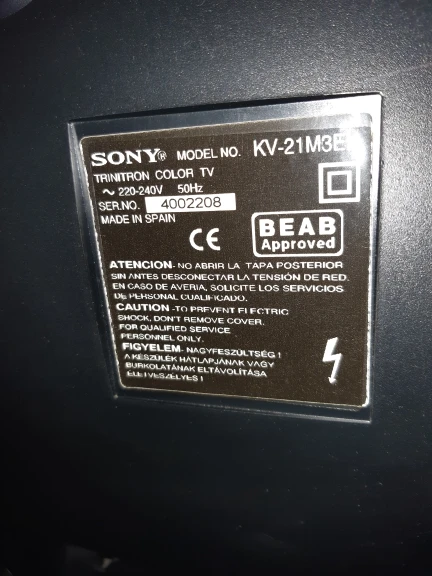 SONY® MODEL NO. KV-21M3E
TRINITRON COLOR TV
~ 220-240V 50Hz
SER.NO. 4002208
MADE IN SPAIN
CE
BEAB
Approved
ATENCION- NO ABRIR LA TAPA POSTERIOR
SIN ANTES DESCONECTAR LA TENSIÓN DE RED.
EN CASO DE AVERIA, SOLICITE LOS SERVICIOS
DE PERSONAL CUALIFICADO.
CAUTION -TO PREVENT ELECTRIC
SHOCK, DON'T REMOVE COVER.
FOR QUALIFIED SERVICE
PERSONNEL ONLY.
FIGYELEM- NAGYFESZÜLTSÉG !
A KÉSZÜLÉK HATLAPJÁNAK VAGY
BURKOLATÁNAK ELTÁVOLÍTÁSA
ÉLETVESZÉLYES !